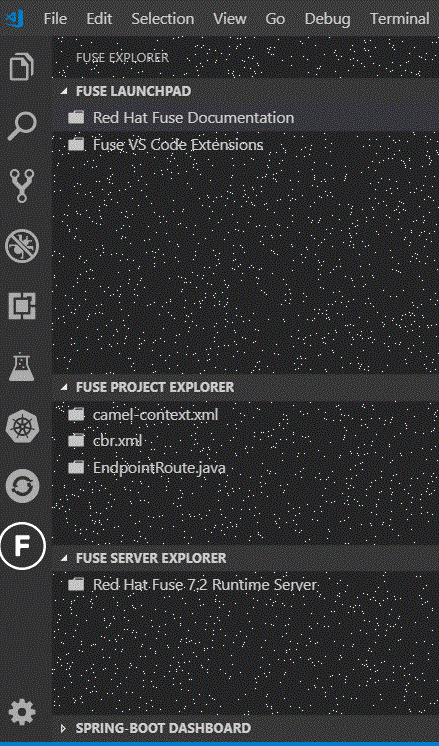 File Edit Selection View Go Debug Terminal
FUSE EXPLORER
FUSE LAUNCHPAD
Red Hat Fuse Documentation
Fuse VS Code Extensions
FUSE PROJECT EXPLORER
camel-context.xml
cbr.xml
EndpointRoute.java
F
FUSE SERVER EXPLORER
Red Hat Fuse 7.2 Runtime Server
SPRING-BOOT DASHBOARD